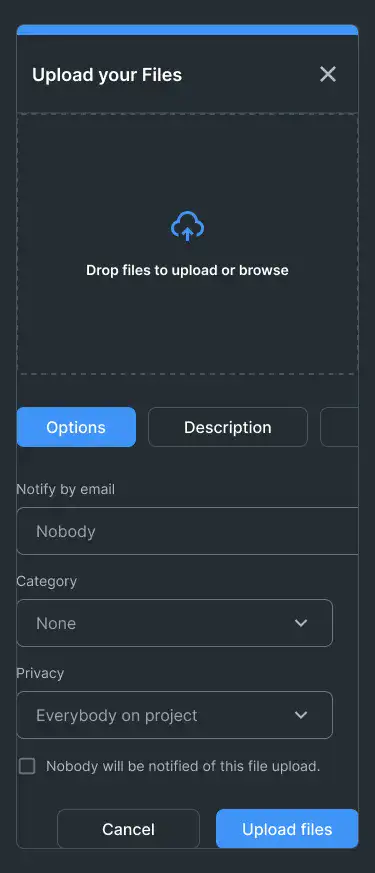 Upload your Files
Drop files to upload or browse
Options
Description
Notify by email
Nobody
Category
None
Privacy
Everybody on project
Nobody will be notified of this file upload.
Cancel
Upload files